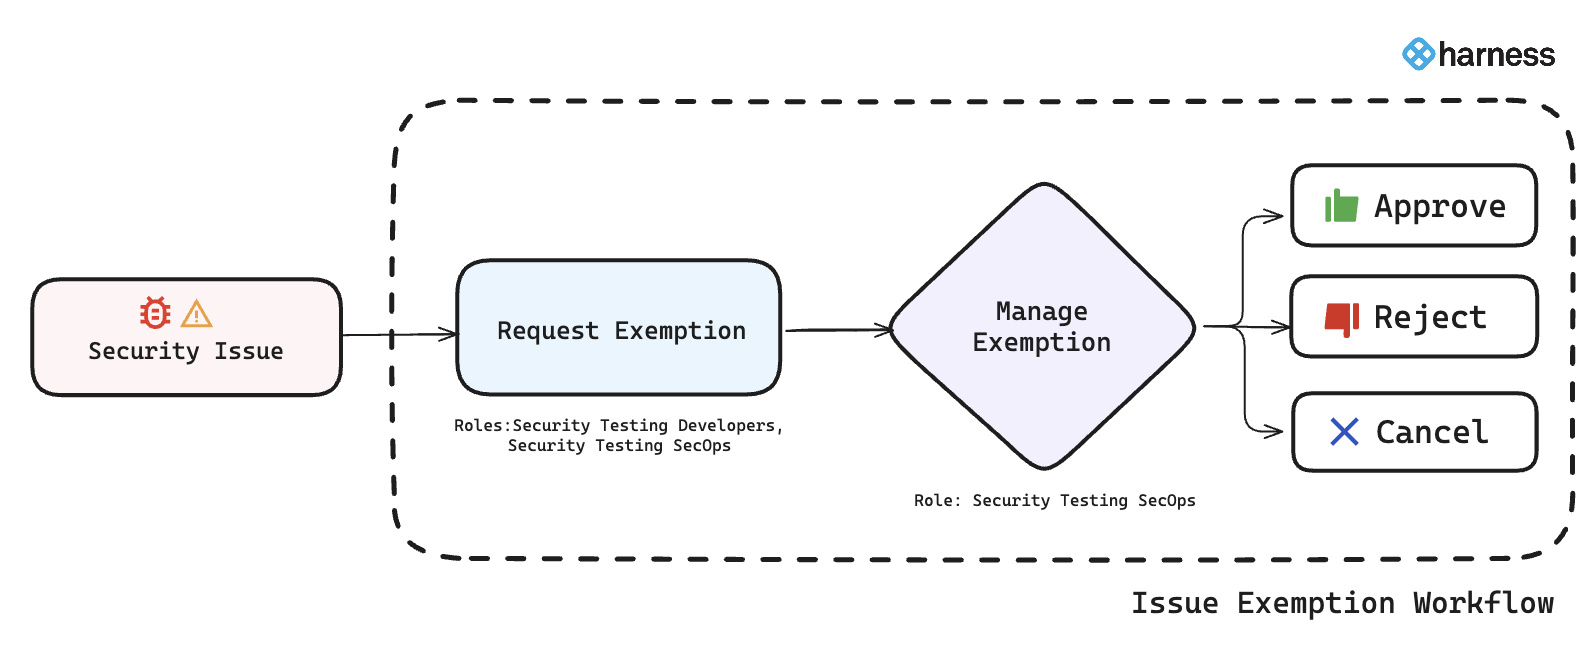 harness
Security Issue
Request Exemption
Roles:Security Testing Developers,
Security Testing SecOps
Manage
Exemption
Role: Security Testing SecOps
Approve
Reject
Cancel
Issue Exemption Workflow